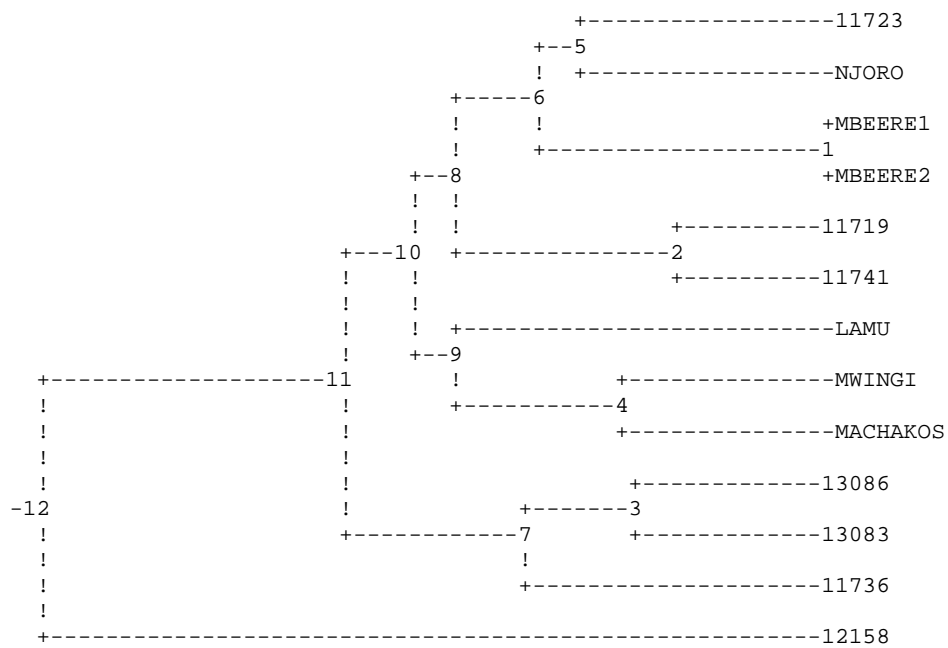 +------------------11723
+--5
! +------------------NJORO
+-----6
! ! +MBEERE1
! +--------------------1
+--8 +MBEERE2
! !
! ! +----------11719
+---10 +---------------2
! ! +----------11741
! !
! ! +---------------------------LAMU
! +--9
+--------------------11 ! +---------------MWINGI
! ! +-----------4
! ! +---------------MACHAKOS
! !
! ! +-------------13086
-12 ! +-------3
! +------------7 +-------------13083
! !
! +---------------------11736
!
+--------------------------------------------------------12158